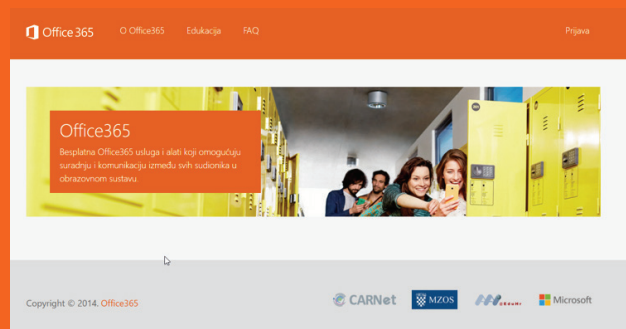 Office 365
O Office365
Edukacija
FAQ
Prijava
Office365
Besplatna Office365 usluga i alati koji omogućuju
suradnju i komunikaciju između svih sudionika u
obrazovnom sustavu.
Copyright © 2014. Office365
CARNet
MZOS
Microsoft